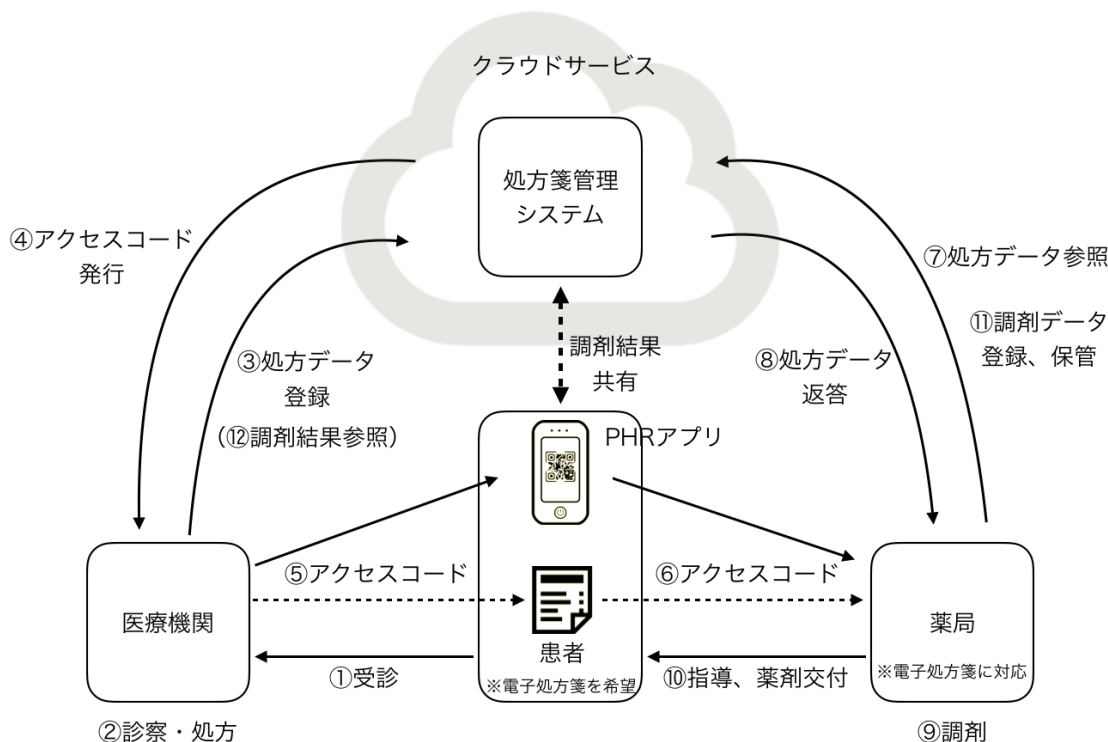 クラウドサービス
処方箋管理
システム
④アクセスコード
発行
⑦処方データ参照
⑪調剤データ
登録、保管
③処方データ
登録
（⑫調剤結果参照）
調剤結果
共有
⑧処方データ
返答
PHRアプリ
⑤アクセスコード
⑥アクセスコード
医療機関
患者
※電子処方箋を希望
薬局
※電子処方箋に対応
①受診
⑩指導、薬剤交付
②診察・処方
⑨調剤